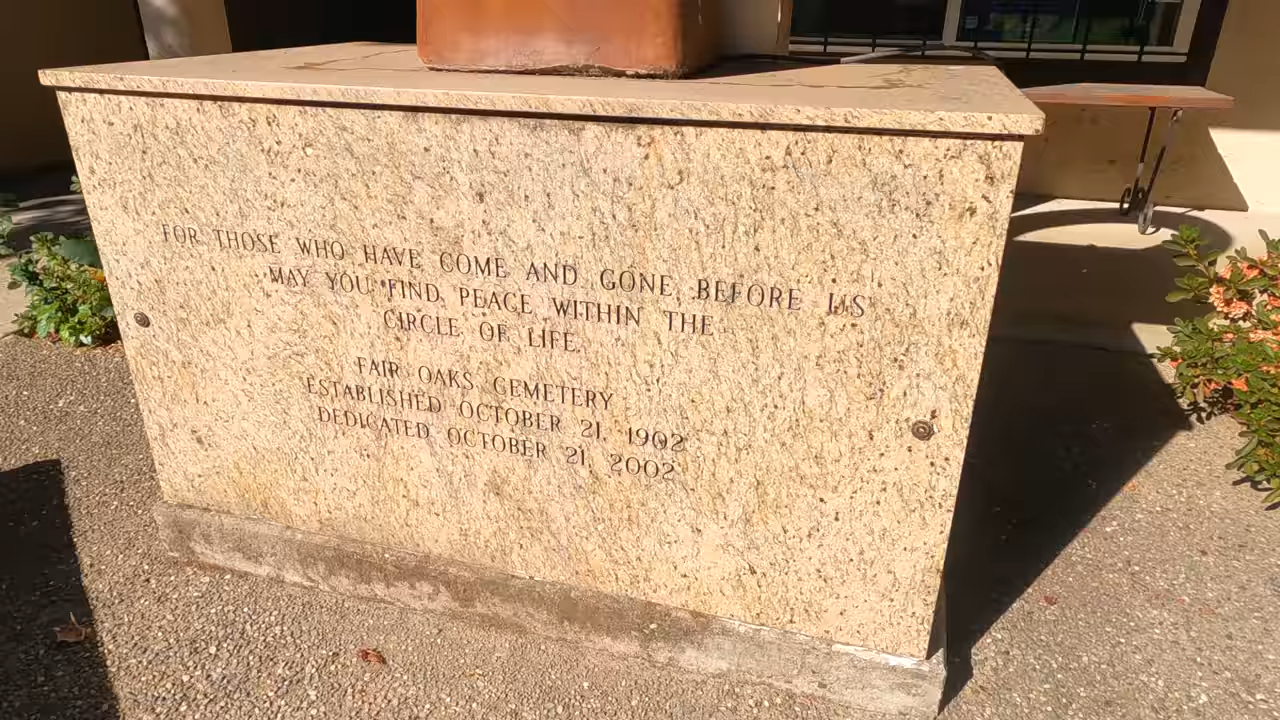 FOR THOSE WHO HAVE COME AND GONE BEFORE US
MAY YOU FIND PEACE WITHIN THE
CIRCLE OF LIFE.
FAIR OAKS CEMETERY
ESTABLISHED OCTOBER 21, 1902
DEDICATED OCTOBER 21, 2002